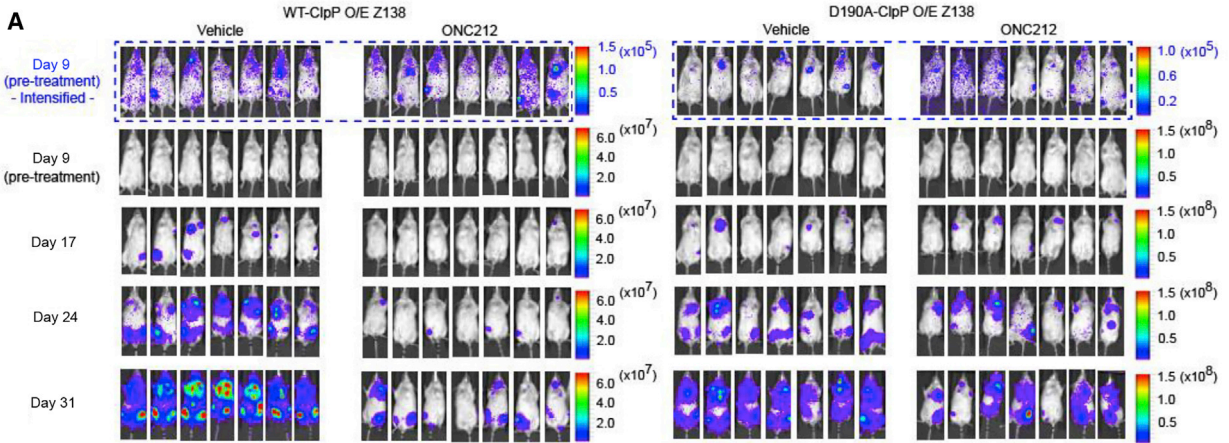 A
WT-ClpP O/E Z138
D190A-ClpP O/E Z138
Vehicle
ONC212
Vehicle
ONC212
Day 9
(pre-treatment)
- Intensified -
1.5 (x10⁵)
1.0
0.5
1.0 (x10⁵)
0.6
0.2
Day 9
(pre-treatment)
6.0 (x10⁷)
4.0
2.0
1.5 (x10⁸)
1.0
0.5
Day 17
6.0 (x10⁷)
4.0
2.0
1.5 (x10⁸)
1.0
0.5
Day 24
6.0 (x10⁷)
4.0
2.0
1.5 (x10⁸)
1.0
0.5
Day 31
6.0 (x10⁷)
4.0
2.0
1.5 (x10⁸)
1.0
0.5